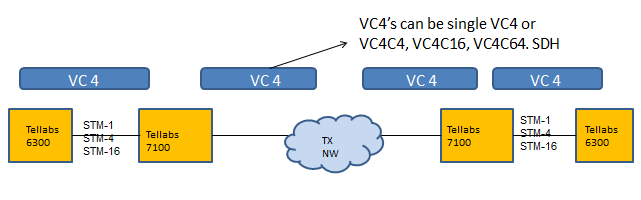 VC4's can be single VC4 or
VC4C4, VC4C16, VC4C64. SDH
VC 4
VC 4
VC 4
VC 4
Tellabs
6300
STM-1
STM-4
STM-16
Tellabs
7100
TX
NW
Tellabs
7100
STM-1
STM-4
STM-16
Tellabs
6300